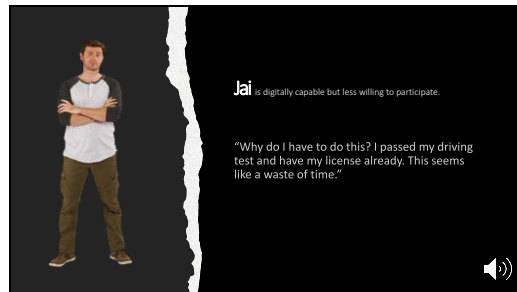 Jai is digitally capable but less willing to participate.
“Why do I have to do this? I passed my driving
test and have my license already. This seems
like a waste of time.”